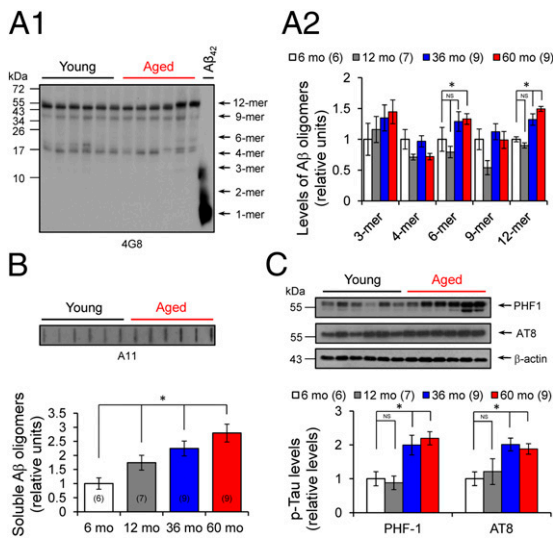 A1
Young
Aged
Aβ42
kDa
72
55
43
34
26
17
10
12-mer
9-mer
6-mer
4-mer
3-mer
2-mer
1-mer
4G8
A2
6 mo (6) 12 mo (7) 36 mo (9) 60 mo (9)
Levels of Aβ oligomers
(relative units)
2
1.5
1
0.5
0
NS * NS *
3-mer 4-mer 6-mer 9-mer 12-mer
B
Young Aged
A11
Soluble Aβ oligomers
(relative units)
3.5
3
2.5
2
1.5
1
0.5
0
*
(6) (7) (9)
6 mo 12 mo 36 mo 60 mo
C
Young Aged
kDa
55
55
43
PHF1
AT8
β-actin
6 mo (6) 12 mo (7) 36 mo (9) 60 mo (9)
p-Tau levels
(relative levels)
3
2
1
0
NS * NS *
PHF-1 AT8